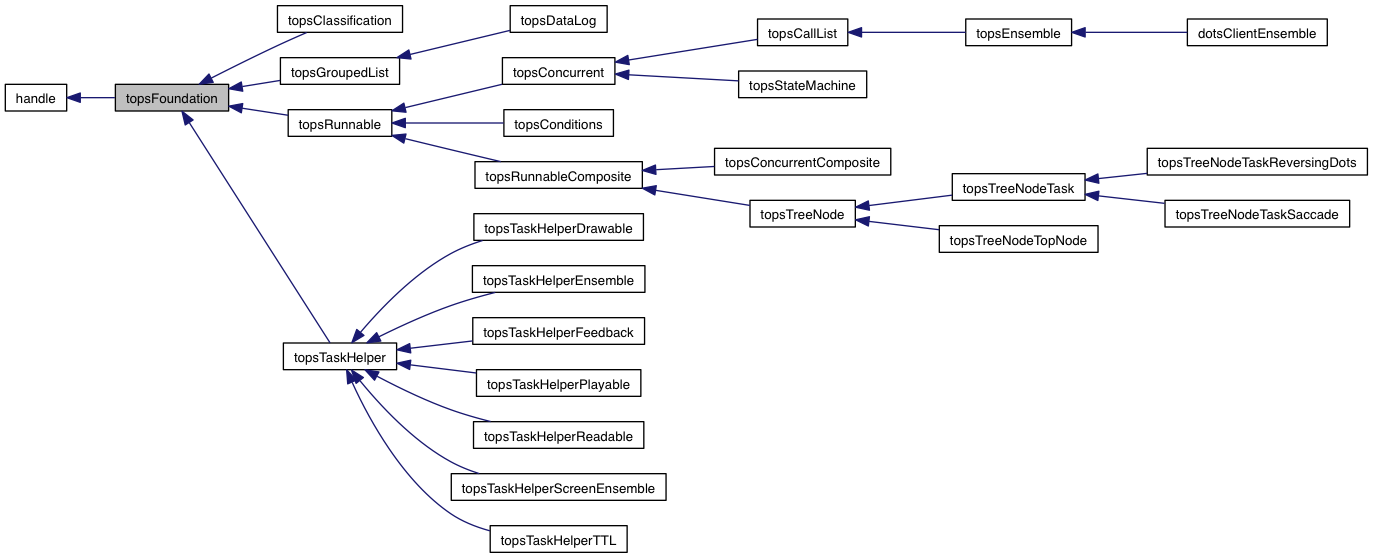 topsClassification
topsDataLog
topsCallList
topsEnsemble
dotsClientEnsemble
topsGroupedList
topsConcurrent
topsStateMachine
handle
topsFoundation
topsRunnable
topsConditions
topsConcurrentComposite
topsTreeNodeTaskReversingDots
topsRunnableComposite
topsTreeNodeTask
topsTreeNode
topsTreeNodeTaskSaccade
topsTaskHelperDrawable
topsTreeNodeTopNode
topsTaskHelperEnsemble
topsTaskHelperFeedback
topsTaskHelper
topsTaskHelperPlayable
topsTaskHelperReadable
topsTaskHelperScreenEnsemble
topsTaskHelperTTL